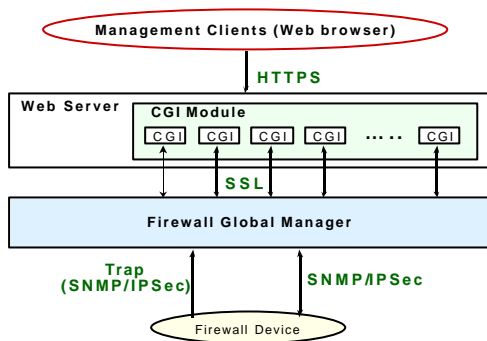 Management Clients (Web browser)
HTTPS
Web Server
CGI Module
CGI CGI CGI CGI ..... CGI
SSL
Firewall Global Manager
Trap
(SNMP/IPSec)
SNMP/IPSec
Firewall Device